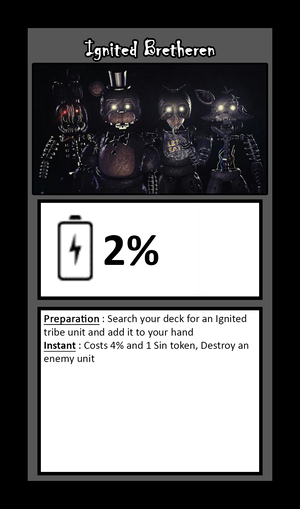 Ignited Bretheren
2%
Preparation : Search your deck for an Ignited
tribe unit and add it to your hand
Instant : Costs 4% and 1 Sin token, Destroy an
enemy unit